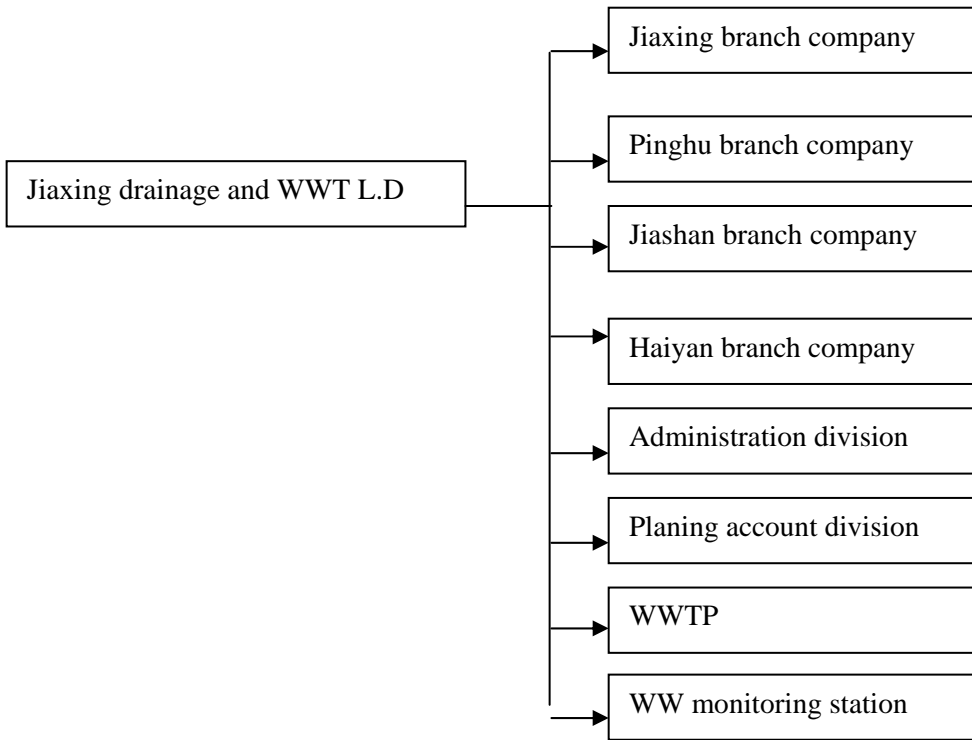 Jiaxing branch company
Pinghu branch company
Jiaxing drainage and WWT L.D
Jiashan branch company
Haiyan branch company
Administration division
Planing account division
WWTP
WW monitoring station